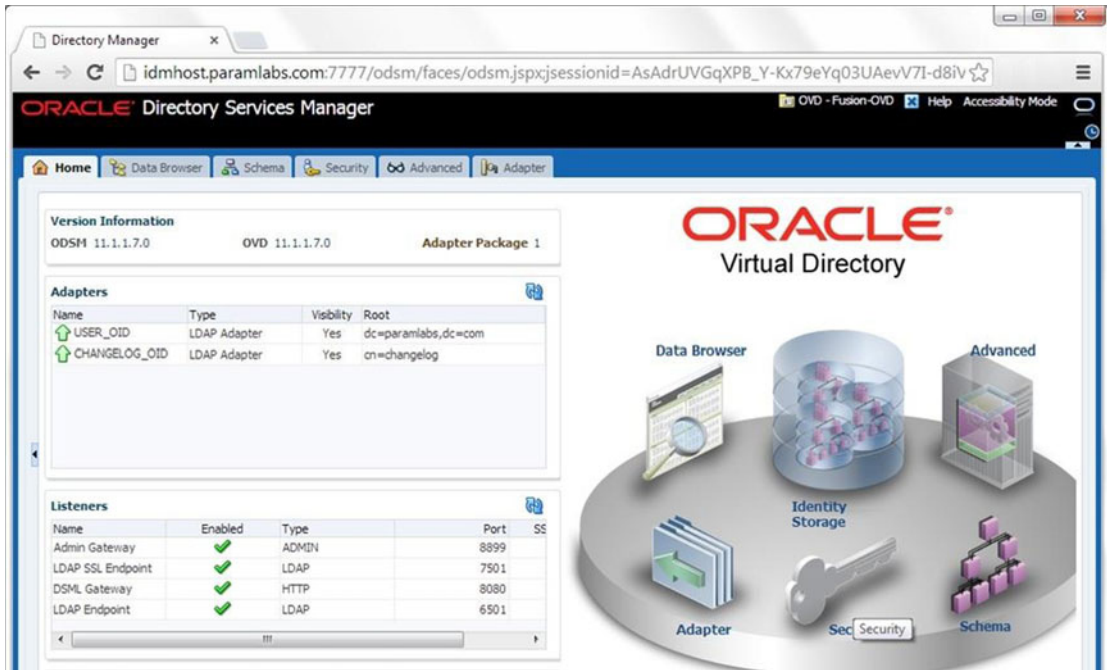 Directory Manager ×
idmhost.paramlabs.com:7777/odsm/faces/odsm.jspx;jsessionid=AsAdrUVGqXPB_Y-Kx79eYq03UAevV7I-d8iV
ORACLE Directory Services Manager
OVD - Fusion-OVD Help Accessibility Mode
Home Data Browser Schema Security Advanced Adapter
Version Information
ODSM 11.1.1.7.0 OVD 11.1.1.7.0 Adapter Package 1
Adapters
Name Type Visibility Root
USER_OID LDAP Adapter Yes dc=paramlabs,dc=com
CHANGELOG_OID LDAP Adapter Yes cn=changelog
Listeners
Name Enabled Type Port SS
Admin Gateway ADMIN 8899
LDAP SSL Endpoint LDAP 7501
DSML Gateway HTTP 8080
LDAP Endpoint LDAP 6501
ORACLE®
Virtual Directory
Data Browser
Advanced
Identity
Storage
Adapter
Sec Security
Schema